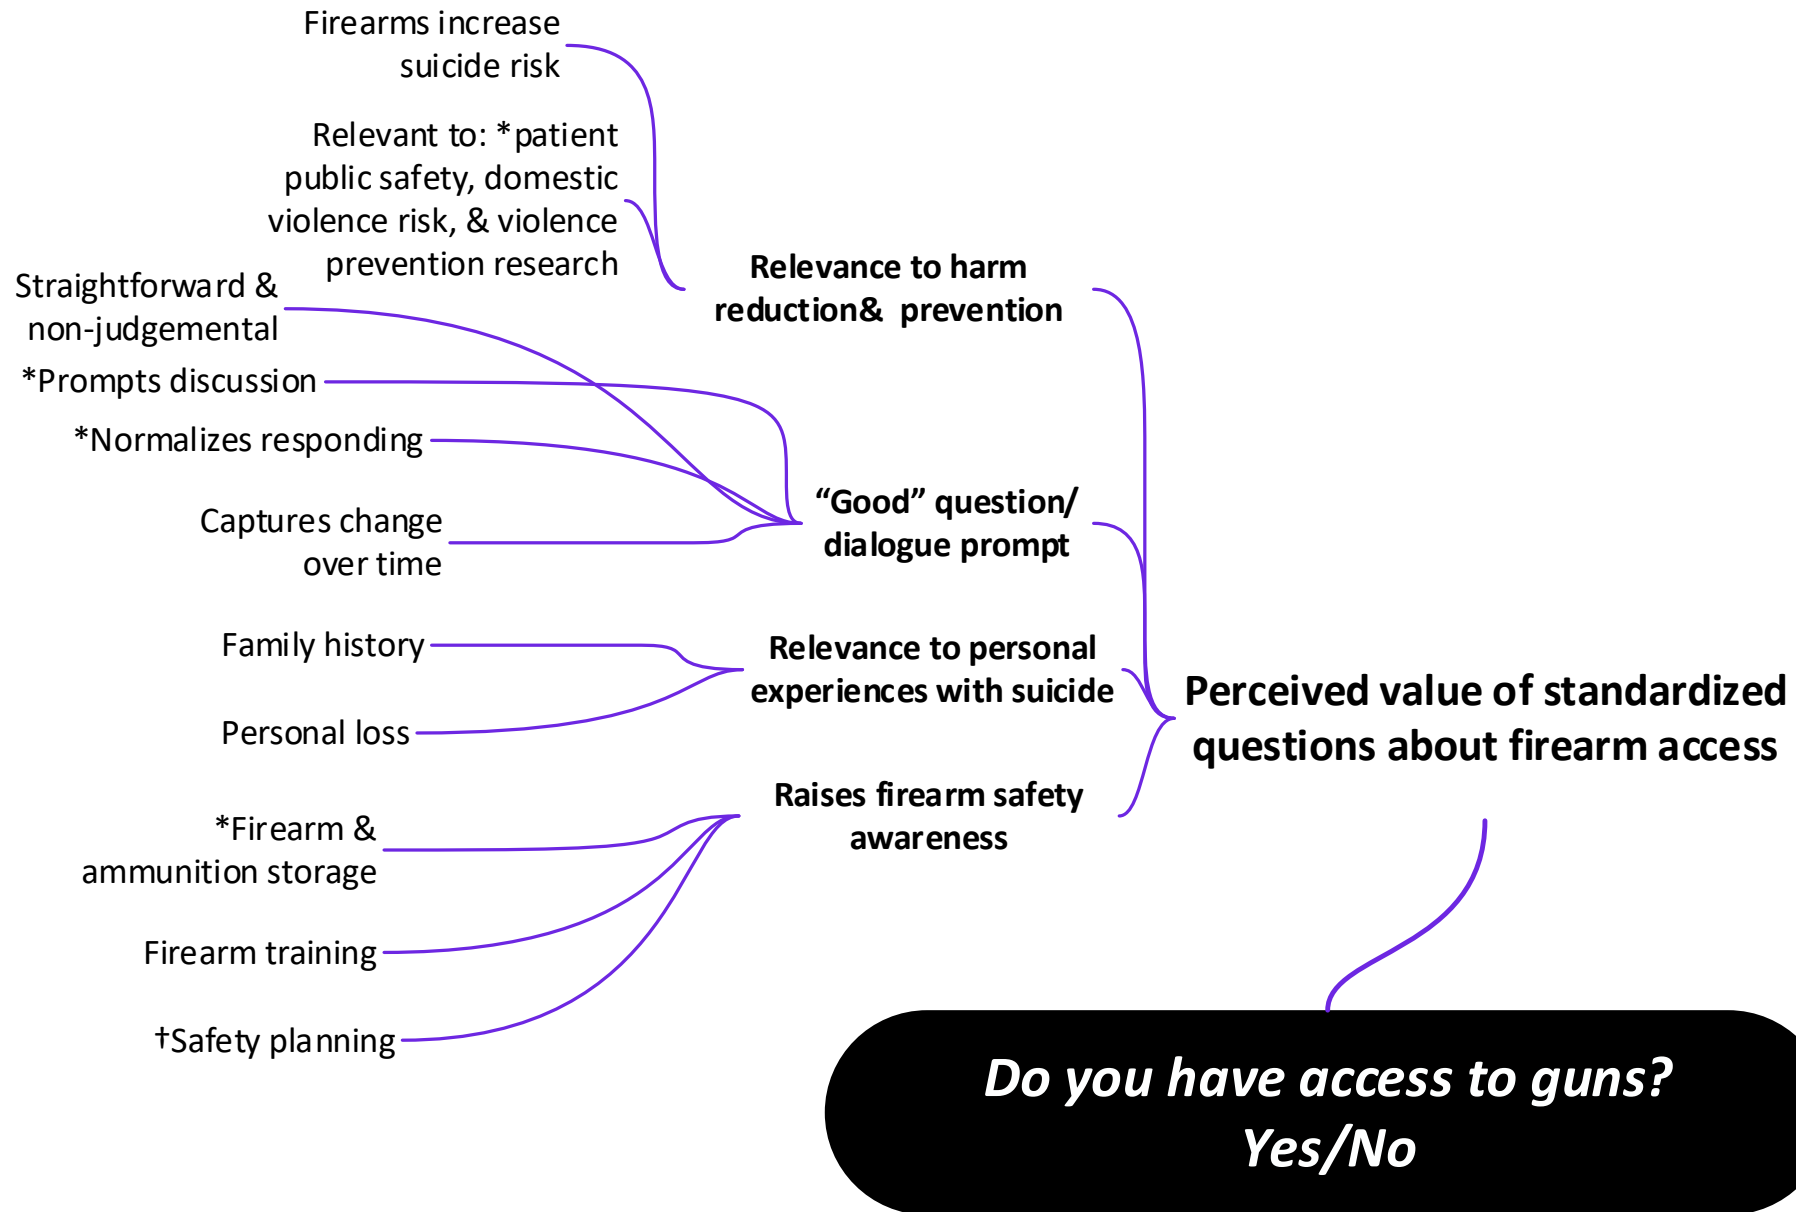 Firearms increase
suicide risk
Relevant to: *patient
public safety, domestic
violence risk, & violence
prevention research
Straightforward &
non-judgemental
*Prompts discussion
*Normalizes responding
Captures change
over time
Family history
Personal loss
*Firearm &
ammunition storage
Firearm training
†Safety planning
Relevance to harm
reduction&  prevention
“Good” question/
dialogue prompt
Relevance to personal
experiences with suicide
Raises firearm safety
awareness
Perceived value of standardized
questions about firearm access
Do you have access to guns?
Yes/No